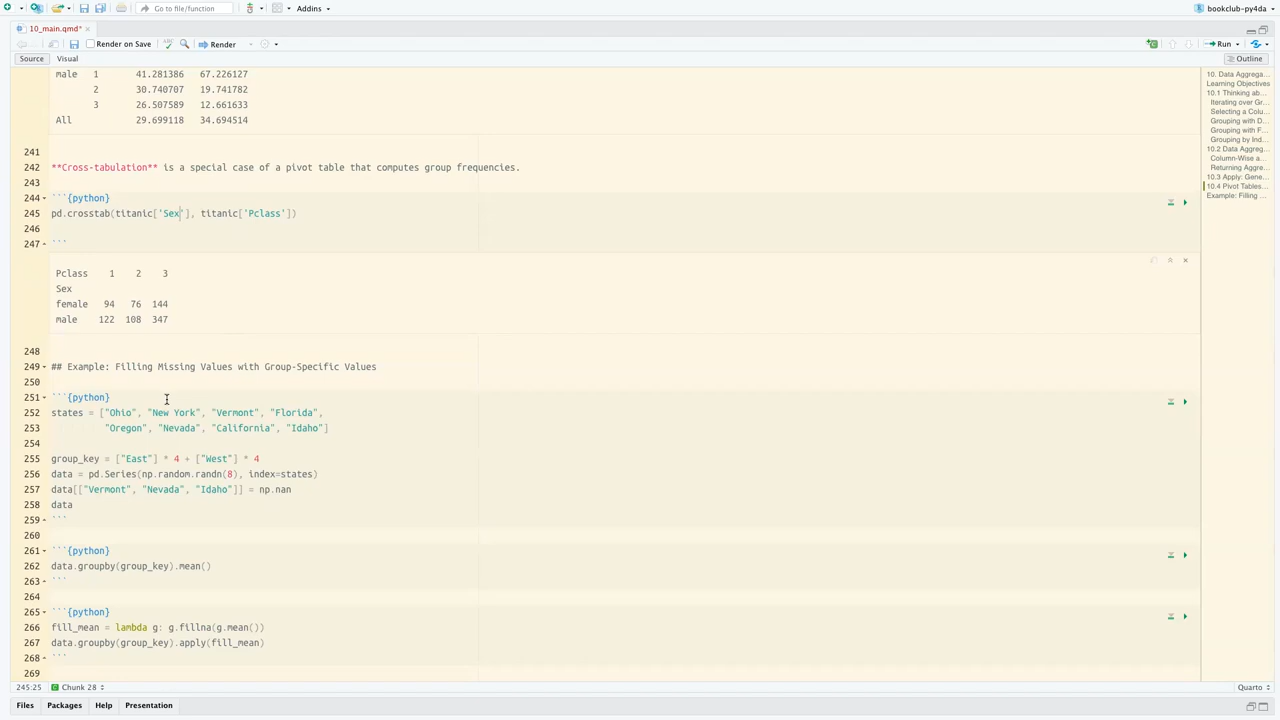 Go to file/function
Addins
bookclub-py4da
10_main.qmd*
Render on Save
Render
Run
Source
Visual
Outline
male 1 41.281386 67.226127
2 30.740707 19.741782
3 26.507589 12.661633
All 29.699118 34.694514
241
242 **Cross-tabulation** is a special case of a pivot table that computes group frequencies.
243
244 ```{python}
245 pd.crosstab(titanic['Sex'], titanic['Pclass'])
246
247 ```
Pclass 1 2 3
Sex
female 94 76 144
male 122 108 347
248
249 ## Example: Filling Missing Values with Group-Specific Values
250
251 ```{python}
252 states = ["Ohio", "New York", "Vermont", "Florida",
253 "Oregon", "Nevada", "California", "Idaho"]
254
255 group_key = ["East"] * 4 + ["West"] * 4
256 data = pd.Series(np.random.randn(8), index=states)
257 data[["Vermont", "Nevada", "Idaho"]] = np.nan
258 data
259 ```
260
261 ```{python}
262 data.groupby(group_key).mean()
263 ```
264
265 ```{python}
266 fill_mean = lambda g: g.fillna(g.mean())
267 data.groupby(group_key).apply(fill_mean)
268 ```
269
10. Data Aggrega...
Learning Objectives
10.1 Thinking ab...
Iterating over Gr...
Selecting a Colu...
Grouping with D...
Grouping with F...
Grouping by Ind...
10.2 Data Aggreg...
Column-Wise a...
Returning Aggre...
10.3 Apply: Gene...
10.4 Pivot Tables...
Example: Filling ...
245:25
Chunk 28
Quarto
Files
Packages
Help
Presentation